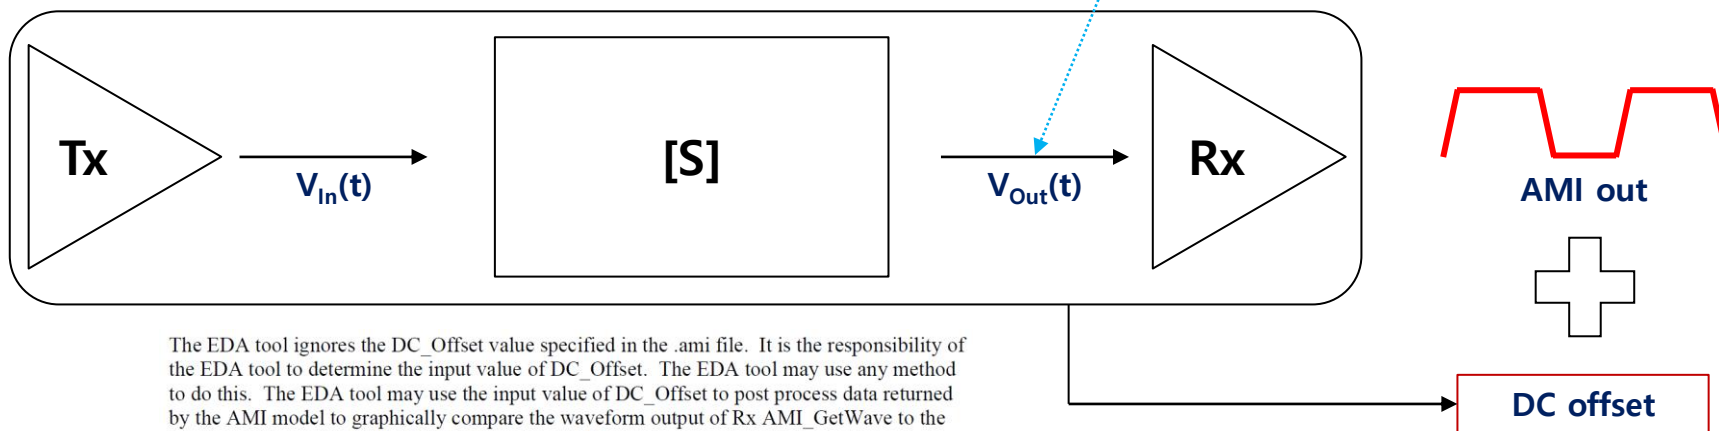 Tx
V_In(t)
[S]
V_Out(t)
Rx
AMI out
The EDA tool ignores the DC_Offset value specified in the .ami file. It is the responsibility of
the EDA tool to determine the input value of DC_Offset. The EDA tool may use any method
to do this. The EDA tool may use the input value of DC_Offset to post process data returned
by the AMI model to graphically compare the waveform output of Rx AMI_GetWave to the
DC offset